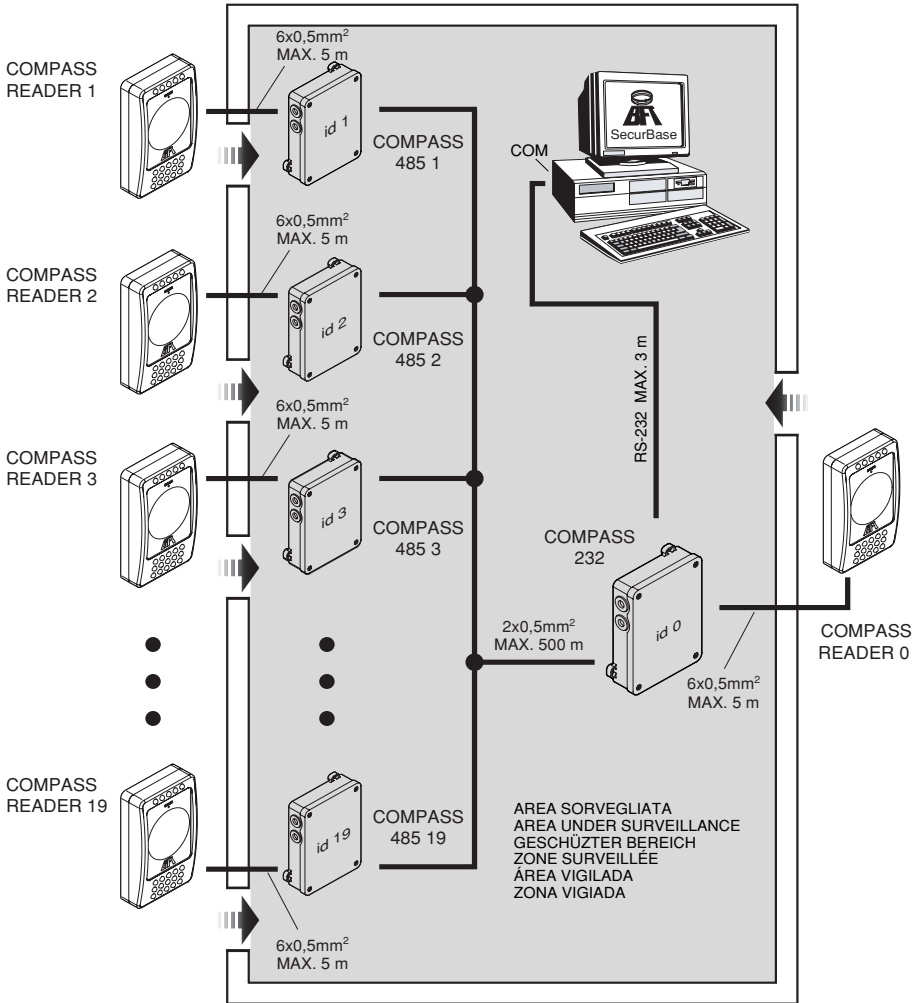 6x0,5mm²
MAX. 5 m
COMPASS
READER 1
id 1
COMPASS
485 1
BFT
SecurBase
COM
6x0,5mm²
MAX. 5 m
COMPASS
READER 2
id 2
COMPASS
485 2
RS-232 MAX. 3 m
6x0,5mm²
MAX. 5 m
COMPASS
READER 3
id 3
COMPASS
485 3
COMPASS
232
id 0
2x0,5mm²
MAX. 500 m
6x0,5mm²
MAX. 5 m
COMPASS
READER 0
COMPASS
READER 19
id 19
COMPASS
485 19
6x0,5mm²
MAX. 5 m
AREA SORVEGLIATA
AREA UNDER SURVEILLANCE
GESCHÜZTER BEREICH
ZONE SURVEILLÉE
ÁREA VIGILADA
ZONA VIGIADA